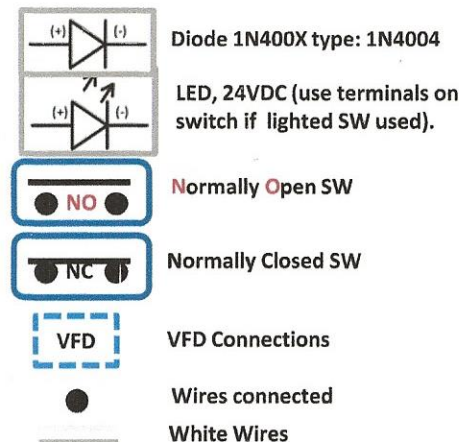 (+) (-) Diode 1N400X type: 1N4004
(+) (-) LED, 24VDC (use terminals on
switch if lighted SW used).
NO Normally Open SW
NC Normally Closed SW
VFD VFD Connections
Wires connected
White Wires